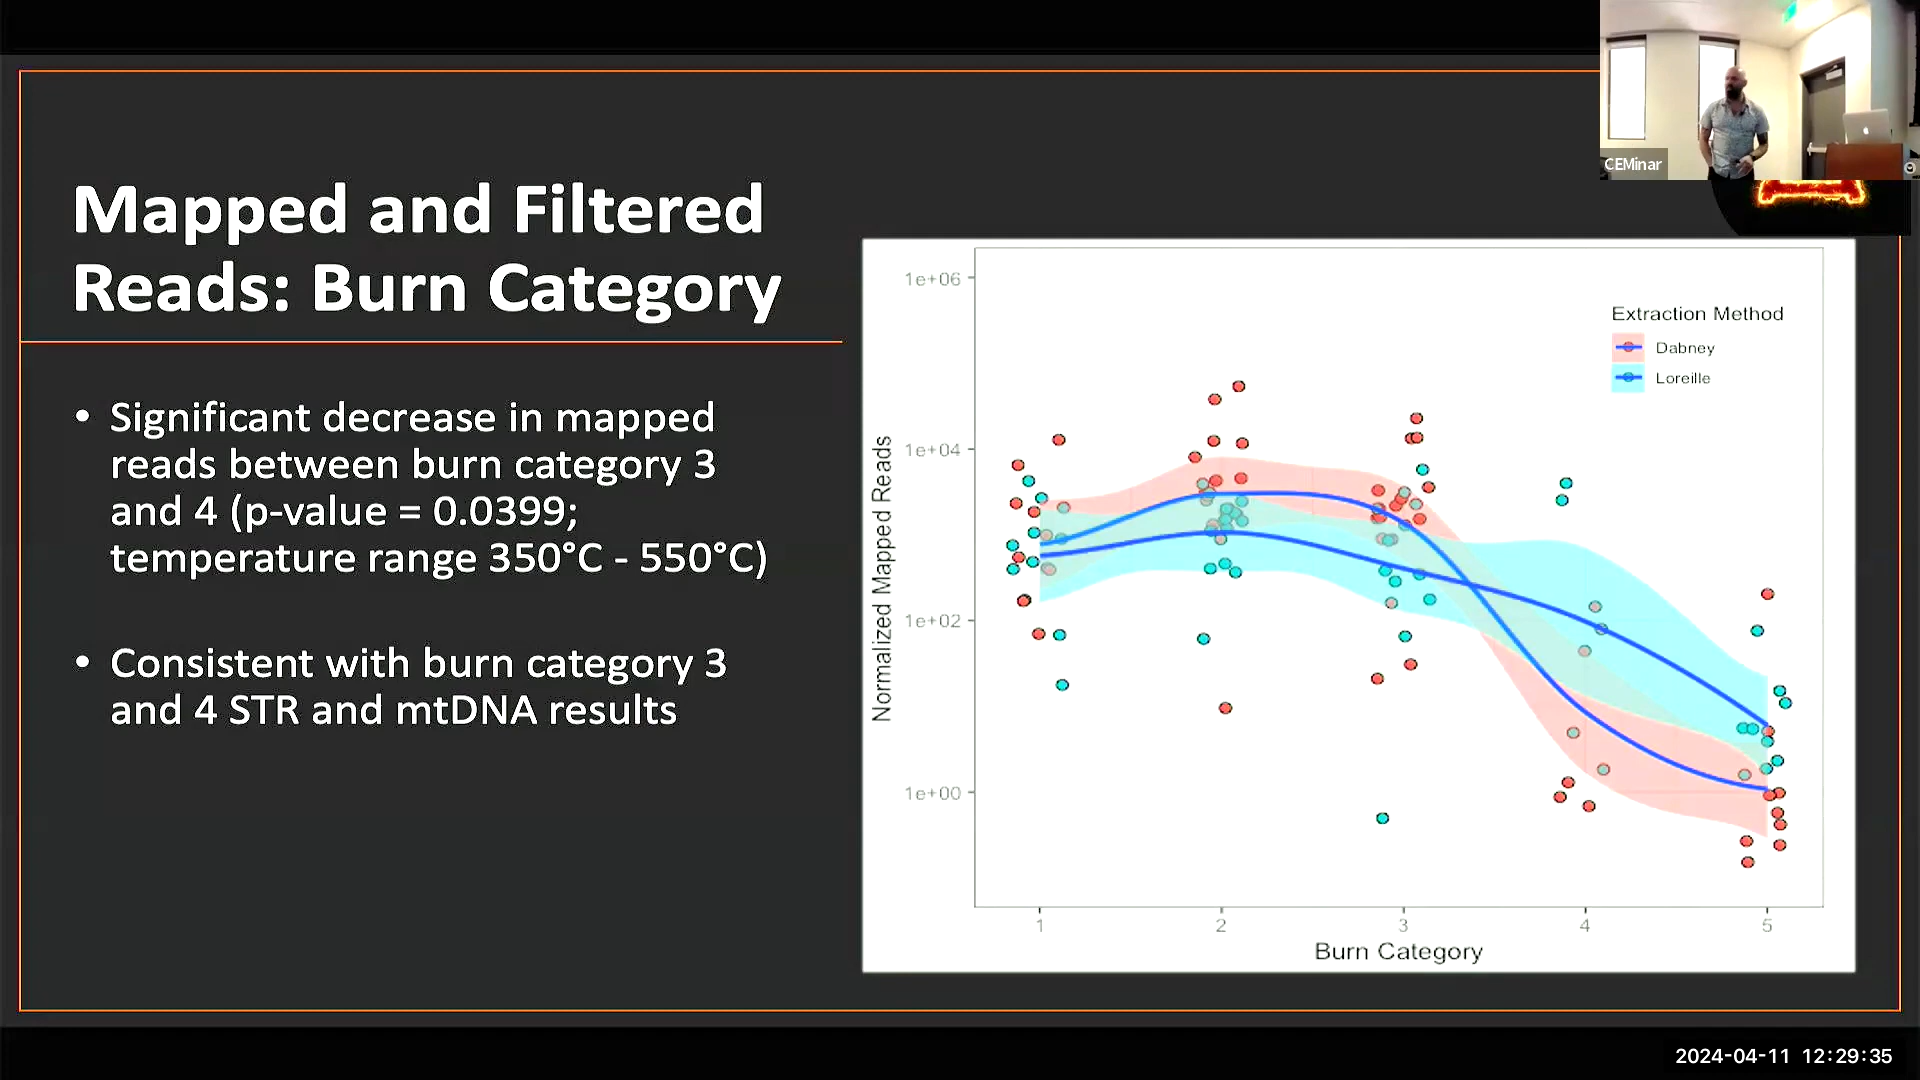 CEMinar
Mapped and Filtered
Reads: Burn Category
• Significant decrease in mapped
reads between burn category 3
and 4 (p-value = 0.0399;
temperature range 350°C - 550°C)
• Consistent with burn category 3
and 4 STR and mtDNA results
Normalized Mapped Reads
1e+06
1e+04
1e+02
1e+00
Extraction Method
Dabney
Loreille
1 2 3 4 5
Burn Category
2024-04-11 12:29:35